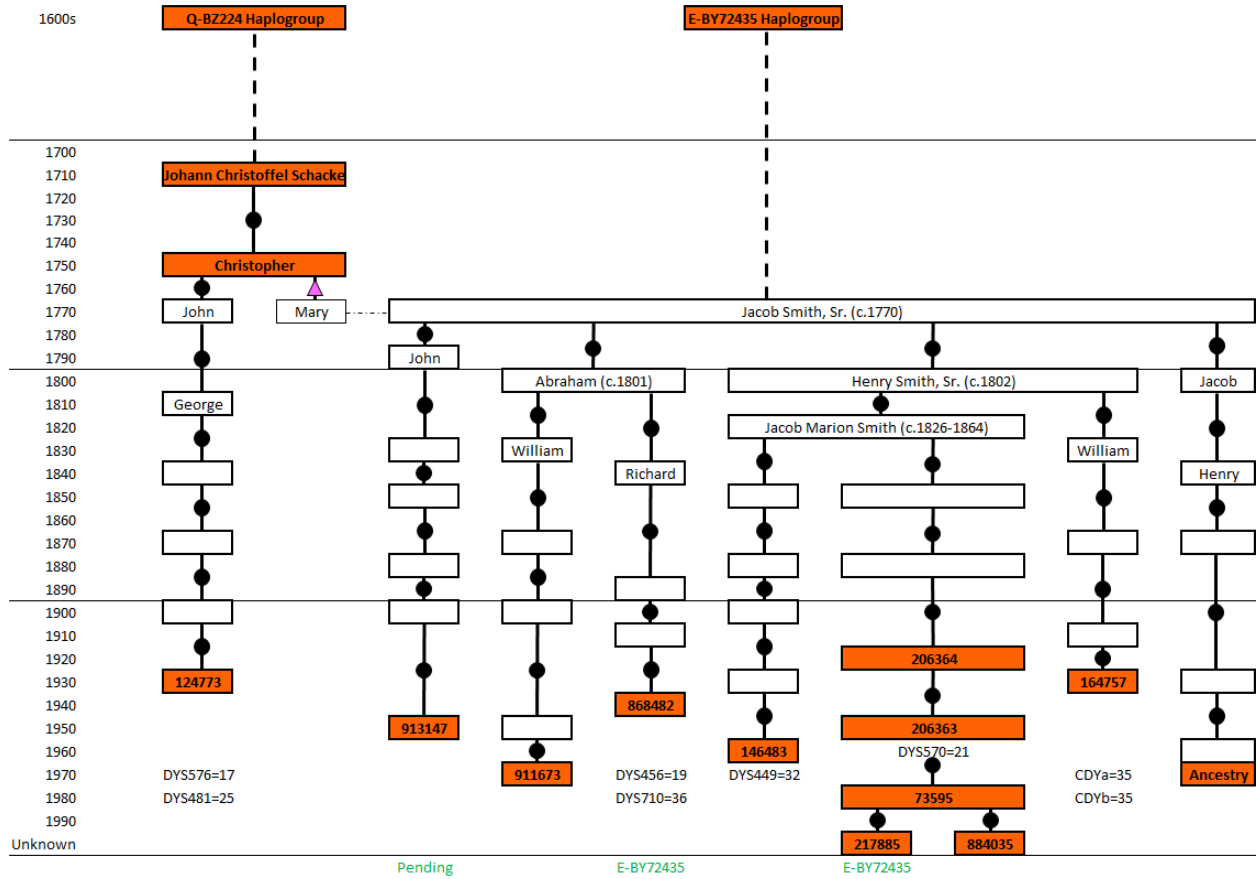 1600s Q-BZ224 Haplogroup E-BY72435 Haplogroup
1700
1710 Johann Christoffel Schacke
1720
1730
1740
1750 Christopher
1760
1770 John Mary Jacob Smith, Sr. (c.1770)
1780
1790 John
1800 Abraham (c.1801) Henry Smith, Sr. (c.1802) Jacob
1810 George
1820 Jacob Marion Smith (c.1826-1864)
1830 William William
1840 Richard Henry
1850
1860
1870
1880
1890
1900
1910
1920 206364
1930 124773 164757
1940 868482
1950 913147 206363
1960 146483 DYS570=21
1970 DYS576=17 911673 DYS456=19 DYS449=32 CDYa=35 Ancestry
1980 DYS481=25 DYS710=36 73595 CDYb=35
1990
Unknown 217885 884035
Pending E-BY72435 E-BY72435